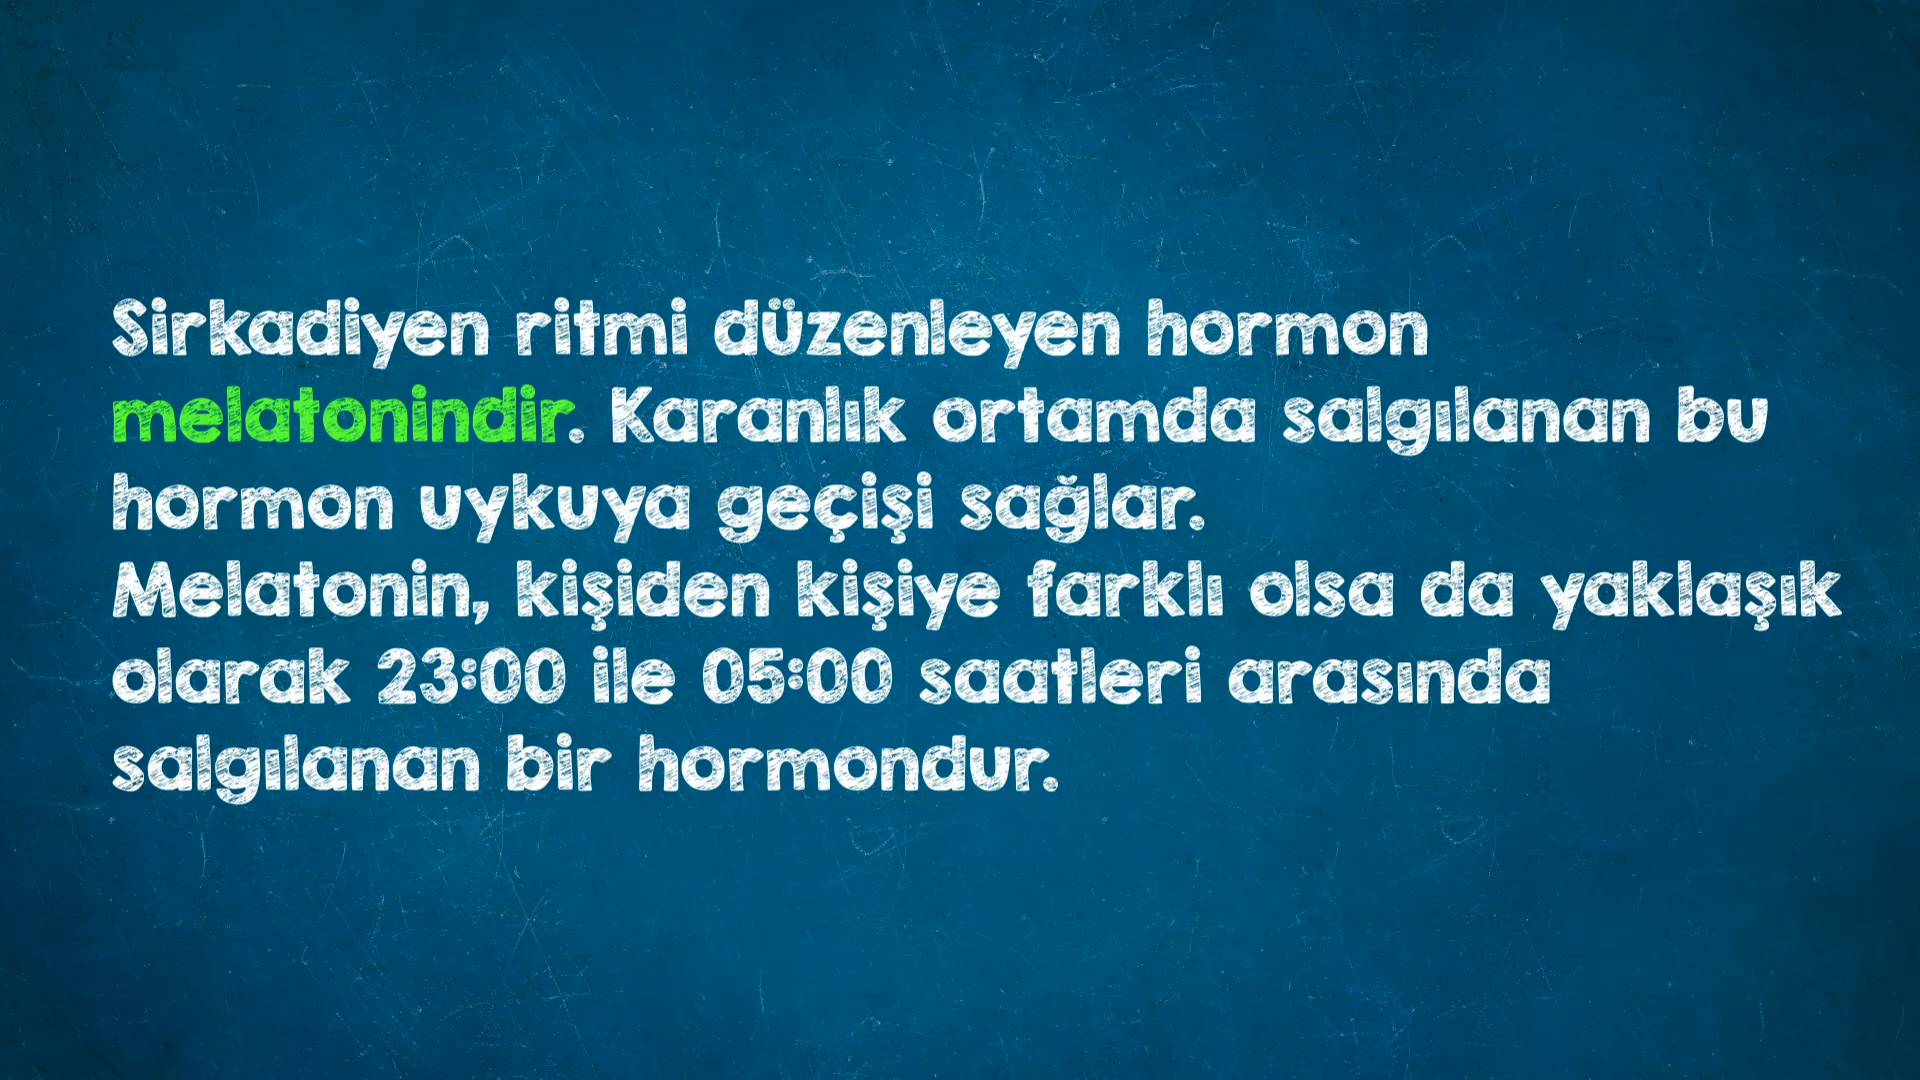 Sirkadiyen ritmi düzenleyen hormon
melatonindir. Karanlık ortamda salgılanan bu
hormon uykuya geçişi sağlar.
Melatonin, kişiden kişiye farklı olsa da yaklaşık
olarak 23:00 ile 05:00 saatleri arasında
salgılanan bir hormondur.